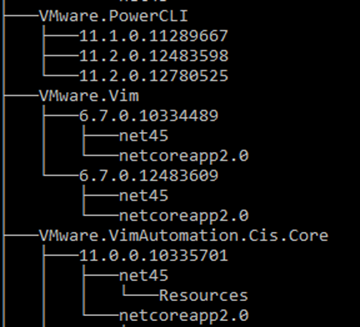 VMware.PowerCLI
11.1.0.11289667
11.2.0.12483598
11.2.0.12780525
VMware.Vim
6.7.0.10334489
net45
netcoreapp2.0
6.7.0.12483609
net45
netcoreapp2.0
VMware.VimAutomation.Cis.Core
11.0.0.10335701
net45
Resources
netcoreapp2.0